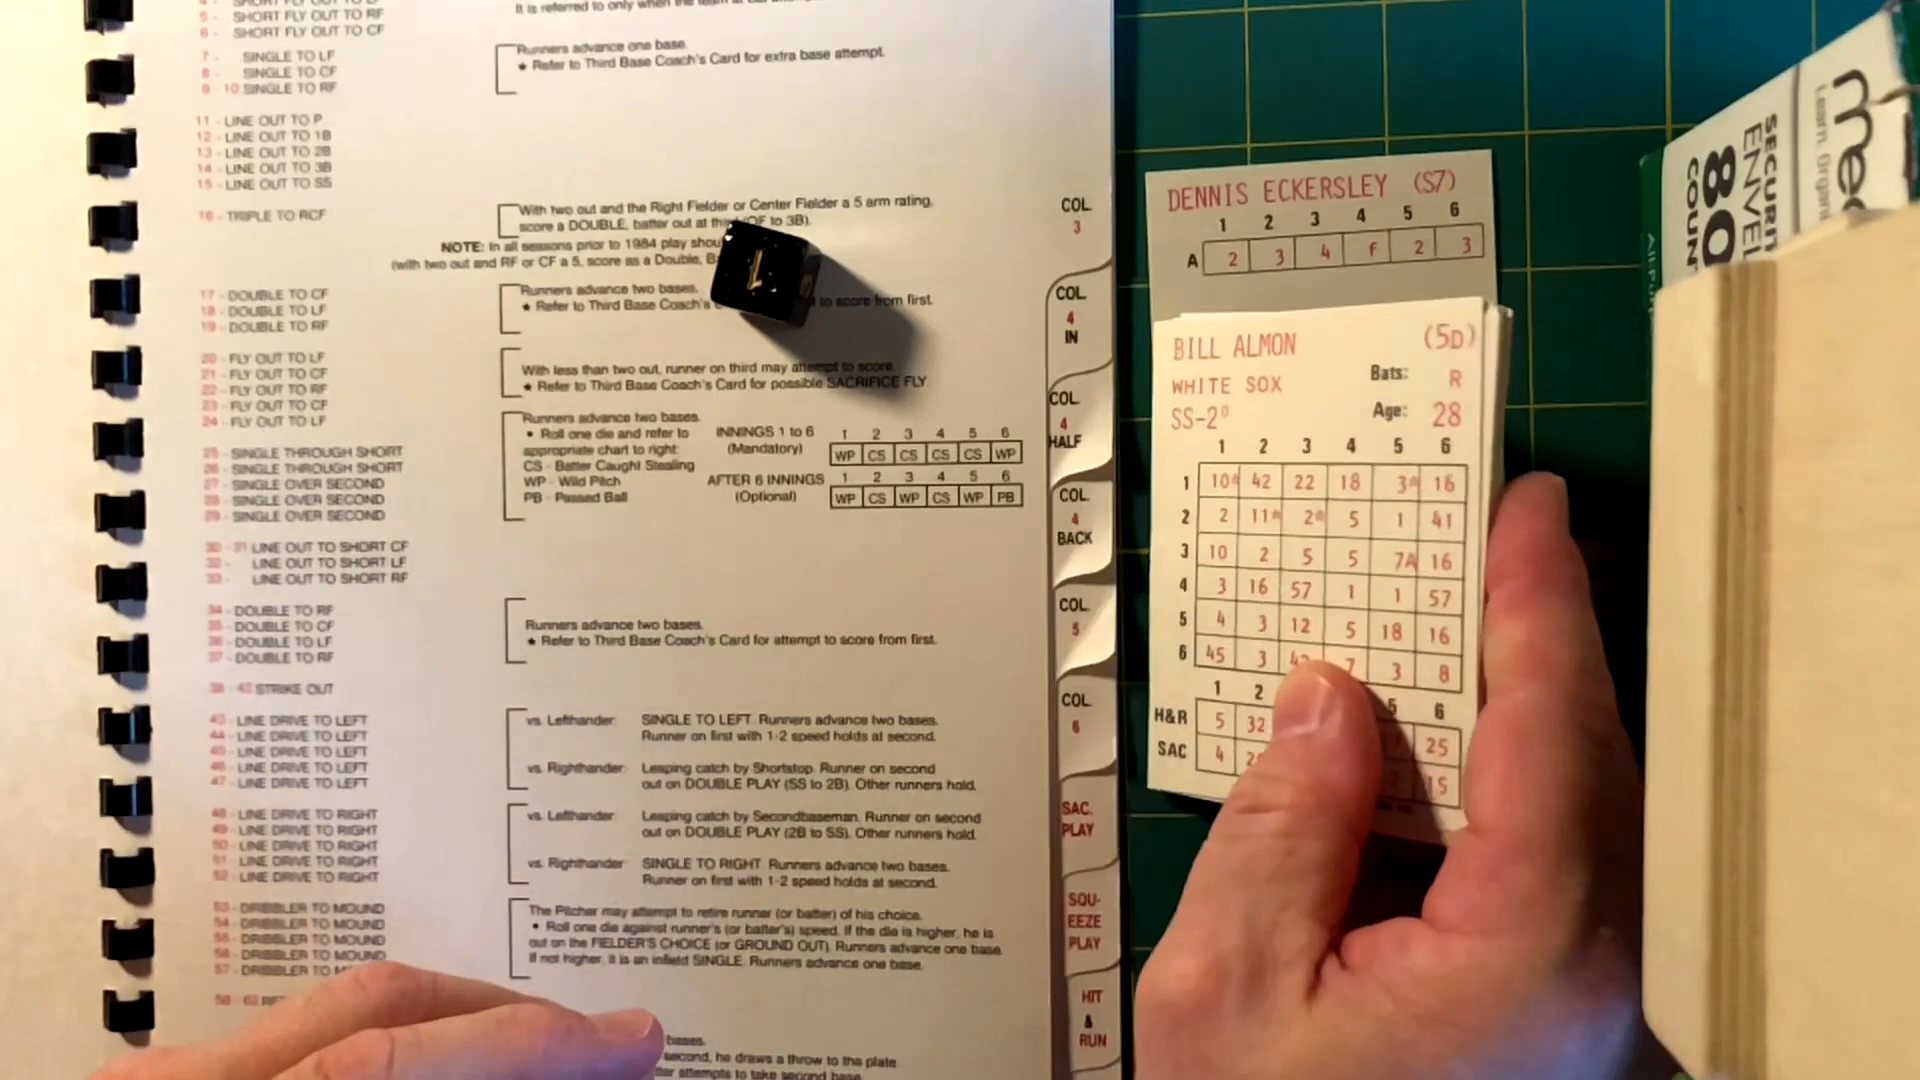 SHORT FLY OUT TO LF
5 - SHORT FLY OUT TO RF
6 - SHORT FLY OUT TO CF
It is referred to only when the team at
7 - SINGLE TO LF
8 - SINGLE TO CF
9 - 10 SINGLE TO RF
Runners advance one base.
★ Refer to Third Base Coach's Card for extra base attempt.
11 - LINE OUT TO P
12 - LINE OUT TO 1B
13 - LINE OUT TO 2B
14 - LINE OUT TO 3B
15 - LINE OUT TO SS
16 - TRIPLE TO RCF
With two out and the Right Fielder or Center Fielder a 5 arm rating,
score a DOUBLE, batter out at third (OF to 3B).
NOTE: In all seasons prior to 1984 play
(with two out and RF or CF a 5, score as a Double,
17 - DOUBLE TO CF
18 - DOUBLE TO LF
19 - DOUBLE TO RF
Runners advance two bases.
★ Refer to Third Base Coach's to score from first.
20 - FLY OUT TO LF
21 - FLY OUT TO CF
22 - FLY OUT TO RF
23 - FLY OUT TO CF
24 - FLY OUT TO LF
With less than two out, runner on third may attempt to score.
★ Refer to Third Base Coach's Card for possible SACRIFICE FLY
25 - SINGLE THROUGH SHORT
26 - SINGLE THROUGH SHORT
27 - SINGLE OVER SECOND
28 - SINGLE OVER SECOND
29 - SINGLE OVER SECOND
Runners advance two bases.
• Roll one die and refer to
appropriate chart to right:
CS - Batter Caught Stealing
WP - Wild Pitch
PB - Passed Ball
INNINGS 1 to 6 1 2 3 4 5 6
(Mandatory) WP CS CS CS CS WP
AFTER 6 INNINGS 1 2 3 4 5 6
(Optional) WP CS WP CS WP PB
30 - 31 LINE OUT TO SHORT CF
32 - LINE OUT TO SHORT LF
33 - LINE OUT TO SHORT RF
34 - DOUBLE TO RF
35 - DOUBLE TO CF
36 - DOUBLE TO LF
37 - DOUBLE TO RF
Runners advance two bases.
★ Refer to Third Base Coach's Card for attempt to score from first.
38 - 42 STRIKE OUT
43 - LINE DRIVE TO LEFT
44 - LINE DRIVE TO LEFT
45 - LINE DRIVE TO LEFT
46 - LINE DRIVE TO LEFT
47 - LINE DRIVE TO LEFT
vs. Lefthander: SINGLE TO LEFT. Runners advance two bases.
Runner on first with 1-2 speed holds at second.
vs. Righthander: Leaping catch by Shortstop. Runner on second
out on DOUBLE PLAY (SS to 2B). Other runners hold.
48 - LINE DRIVE TO RIGHT
49 - LINE DRIVE TO RIGHT
50 - LINE DRIVE TO RIGHT
51 - LINE DRIVE TO RIGHT
52 - LINE DRIVE TO RIGHT
vs. Lefthander: Leaping catch by Secondbaseman. Runner on second
out on DOUBLE PLAY (2B to SS). Other runners hold.
vs. Righthander: SINGLE TO RIGHT. Runners advance two bases.
Runner on first with 1-2 speed holds at second.
53 - DRIBBLER TO MOUND
54 - DRIBBLER TO MOUND
55 - DRIBBLER TO MOUND
56 - DRIBBLER TO MOUND
57 - DRIBBLER TO
The Pitcher may attempt to retire runner (or batter) of his choice.
• Roll one die against runner's (or batter's) speed. If the die is higher, he is
out on the FIELDER'S CHOICE (or GROUND OUT). Runners advance one base.
If not higher, it is an infield SINGLE. Runners advance one base.
58 - 62
bases.
second, he draws a throw to the plate.
attempts to take second base.
COL.
3
COL.
4
IN
COL.
4
HALF
COL.
4
BACK
COL.
5
COL.
6
SAC.
PLAY
SQU-
EEZE
PLAY
HIT
&
RUN
DENNIS ECKERSLEY (S7)
1 2 3 4 5 6
A 2 3 4 F 2 3
BILL ALMON (5D)
WHITE SOX Bats: R
SS-2⁰ Age: 28
1 2 3 4 5 6
1 42 22 18 16
2 2 5 1 41
3 10 2 5 5 7A 16
4 3 16 57 1 1 57
5 4 3 12 5 18 16
6 45 3 7 3 8
1 2 5 6
H&R 5 32 25
SAC 4 15
SECURITY
80
COUN